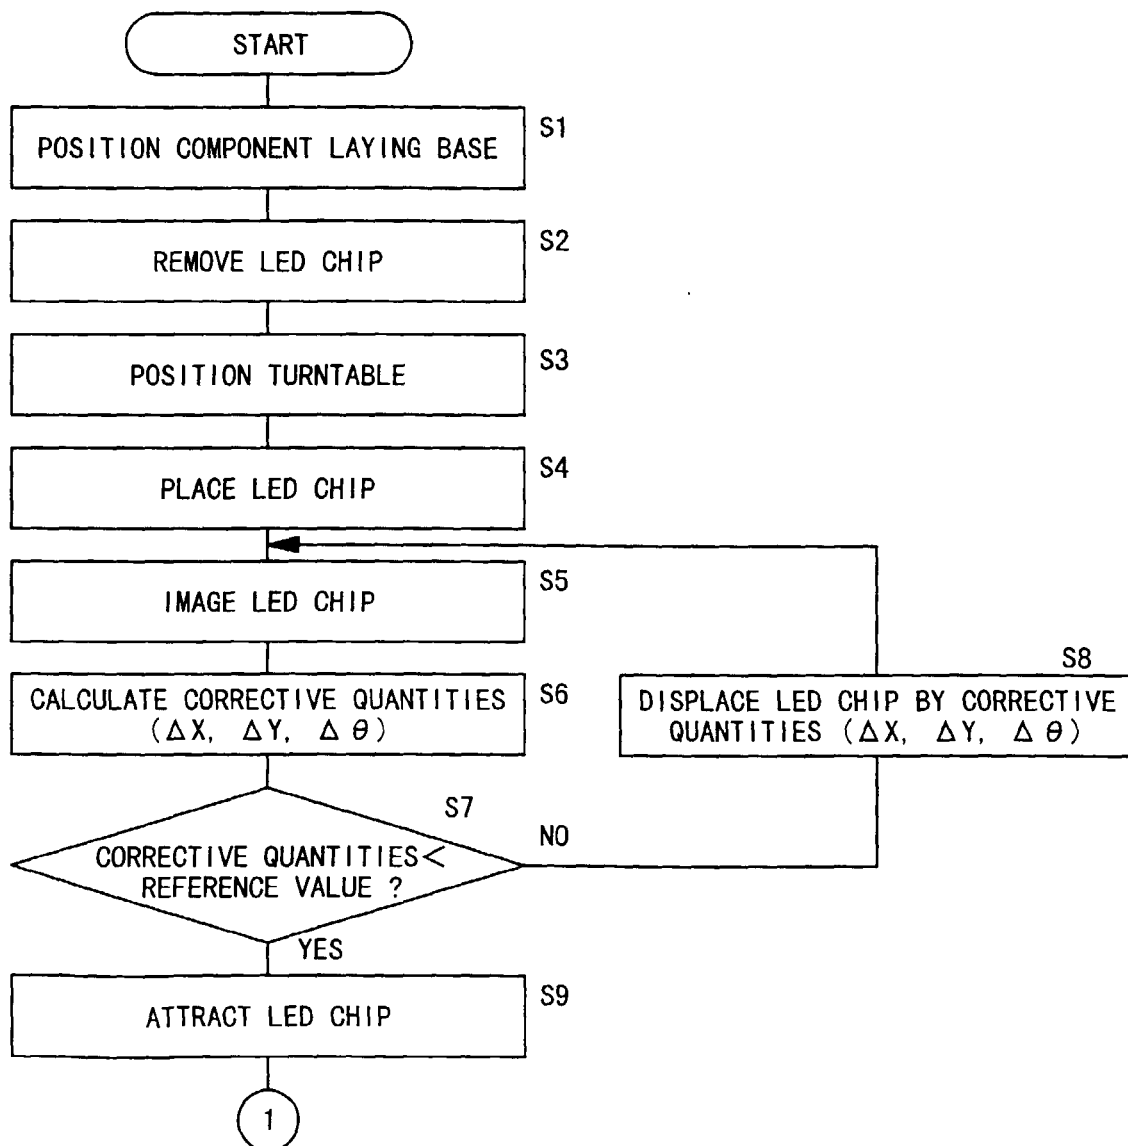 START
S1
POSITION COMPONENT LAYING BASE
S2
REMOVE LED CHIP
S3
POSITION TURNTABLE
S4
PLACE LED CHIP
S5
IMAGE LED CHIP
S6
CALCULATE CORRECTIVE QUANTITIES
(ΔX, ΔY, Δθ)
S8
DISPLACE LED CHIP BY CORRECTIVE
QUANTITIES (ΔX, ΔY, Δθ)
S7
NO
CORRECTIVE QUANTITIES<
REFERENCE VALUE ?
YES
S9
ATTRACT LED CHIP
1